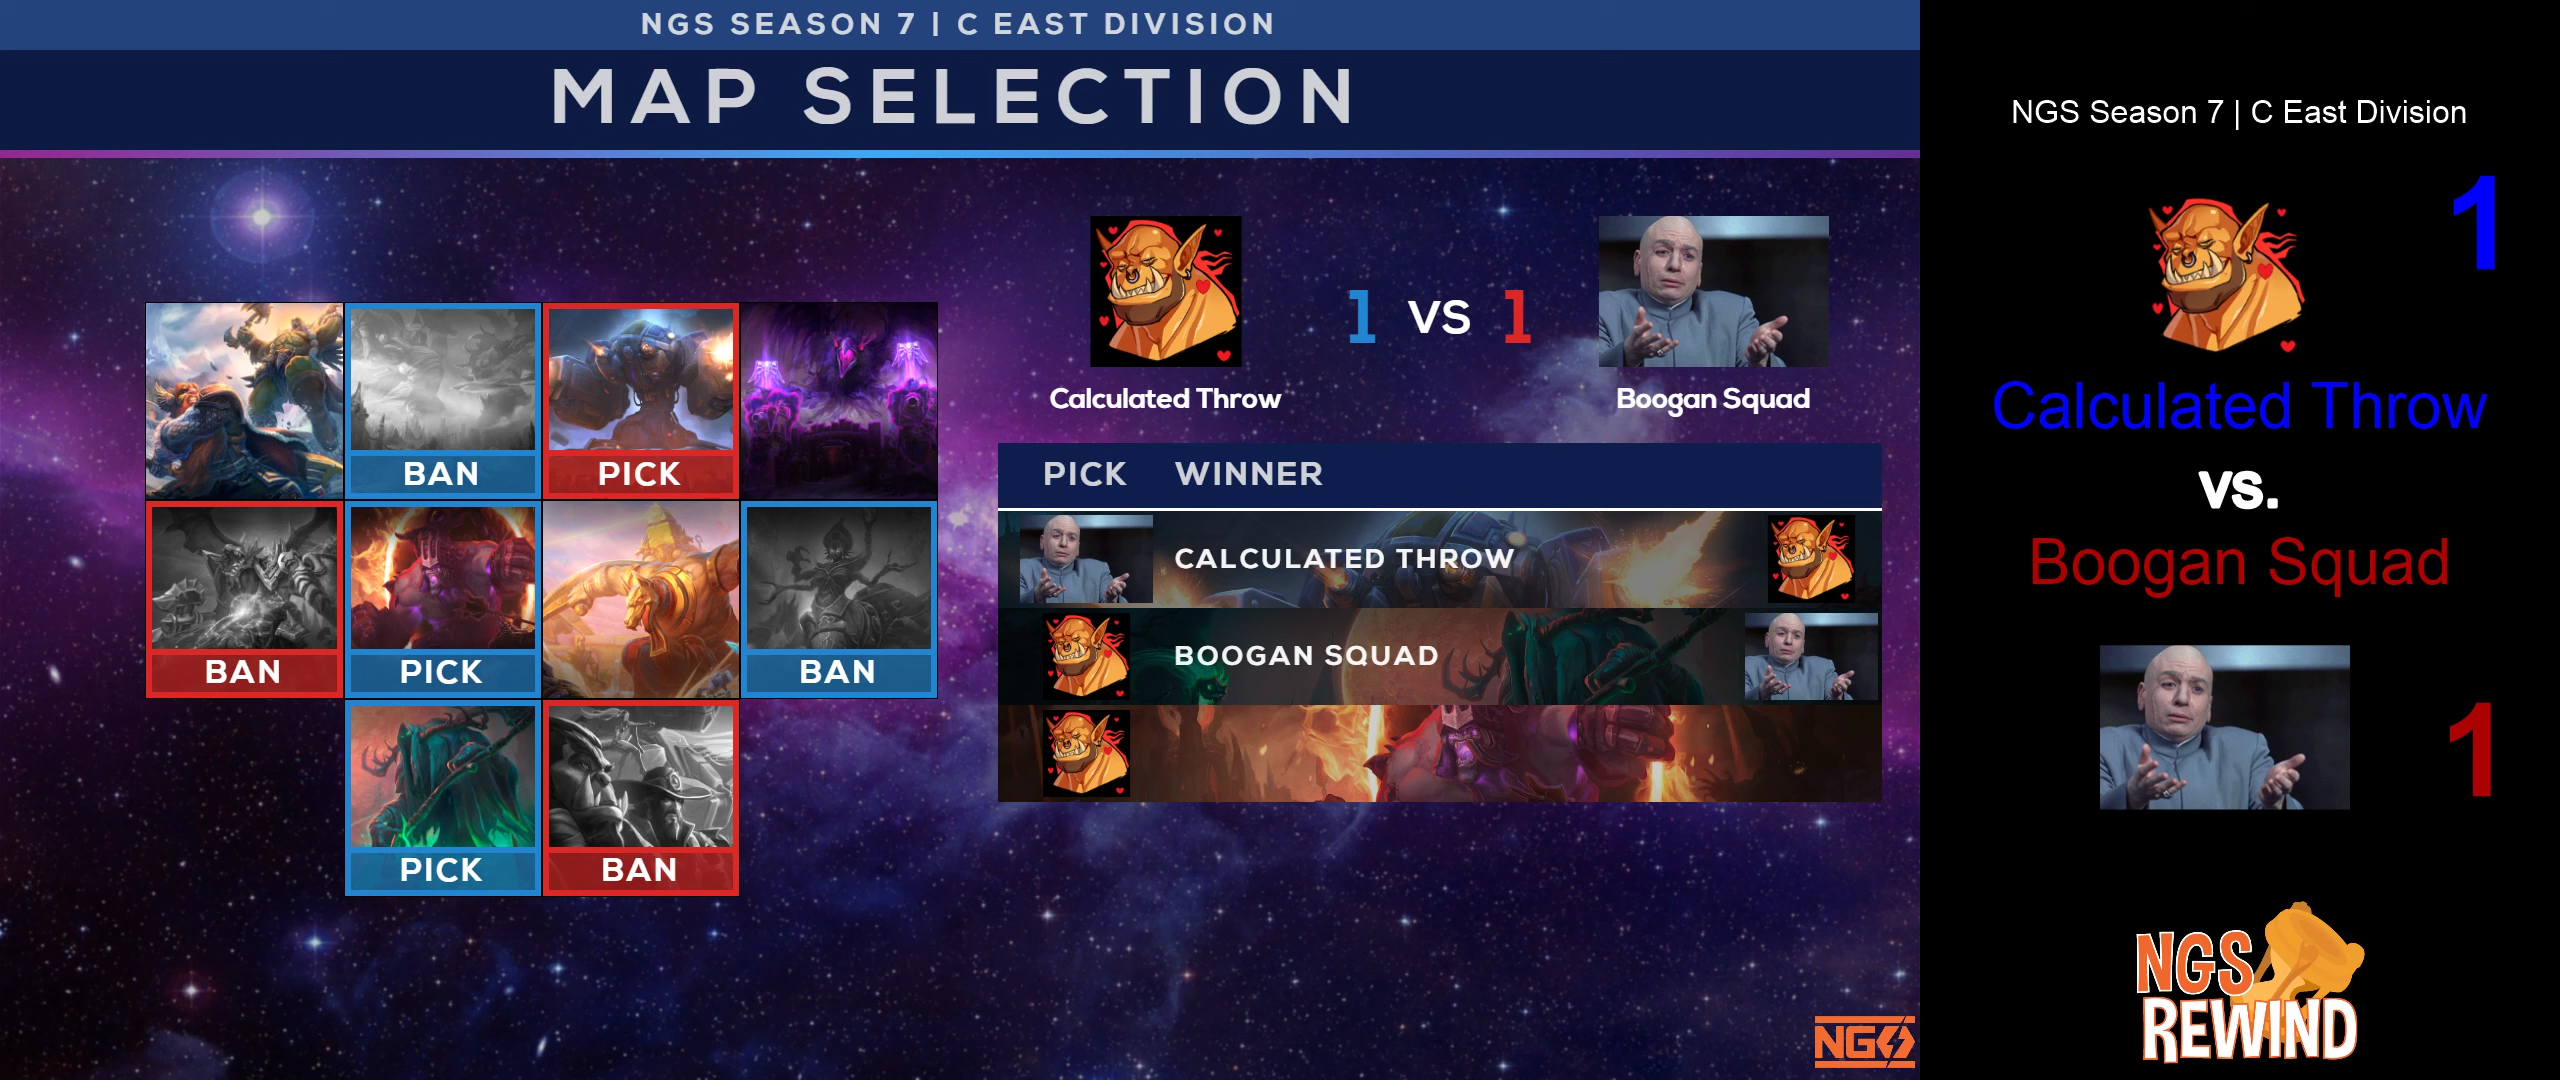 NGS SEASON 7 | C EAST DIVISION
MAP SELECTION
BAN
PICK
BAN
PICK
BAN
PICK
BAN
1 VS 1
Calculated Throw
Boogan Squad
PICK WINNER
CALCULATED THROW
BOOGAN SQUAD
NGS
NGS Season 7 | C East Division
1
Calculated Throw
vs.
Boogan Squad
1
NGS
REWIND